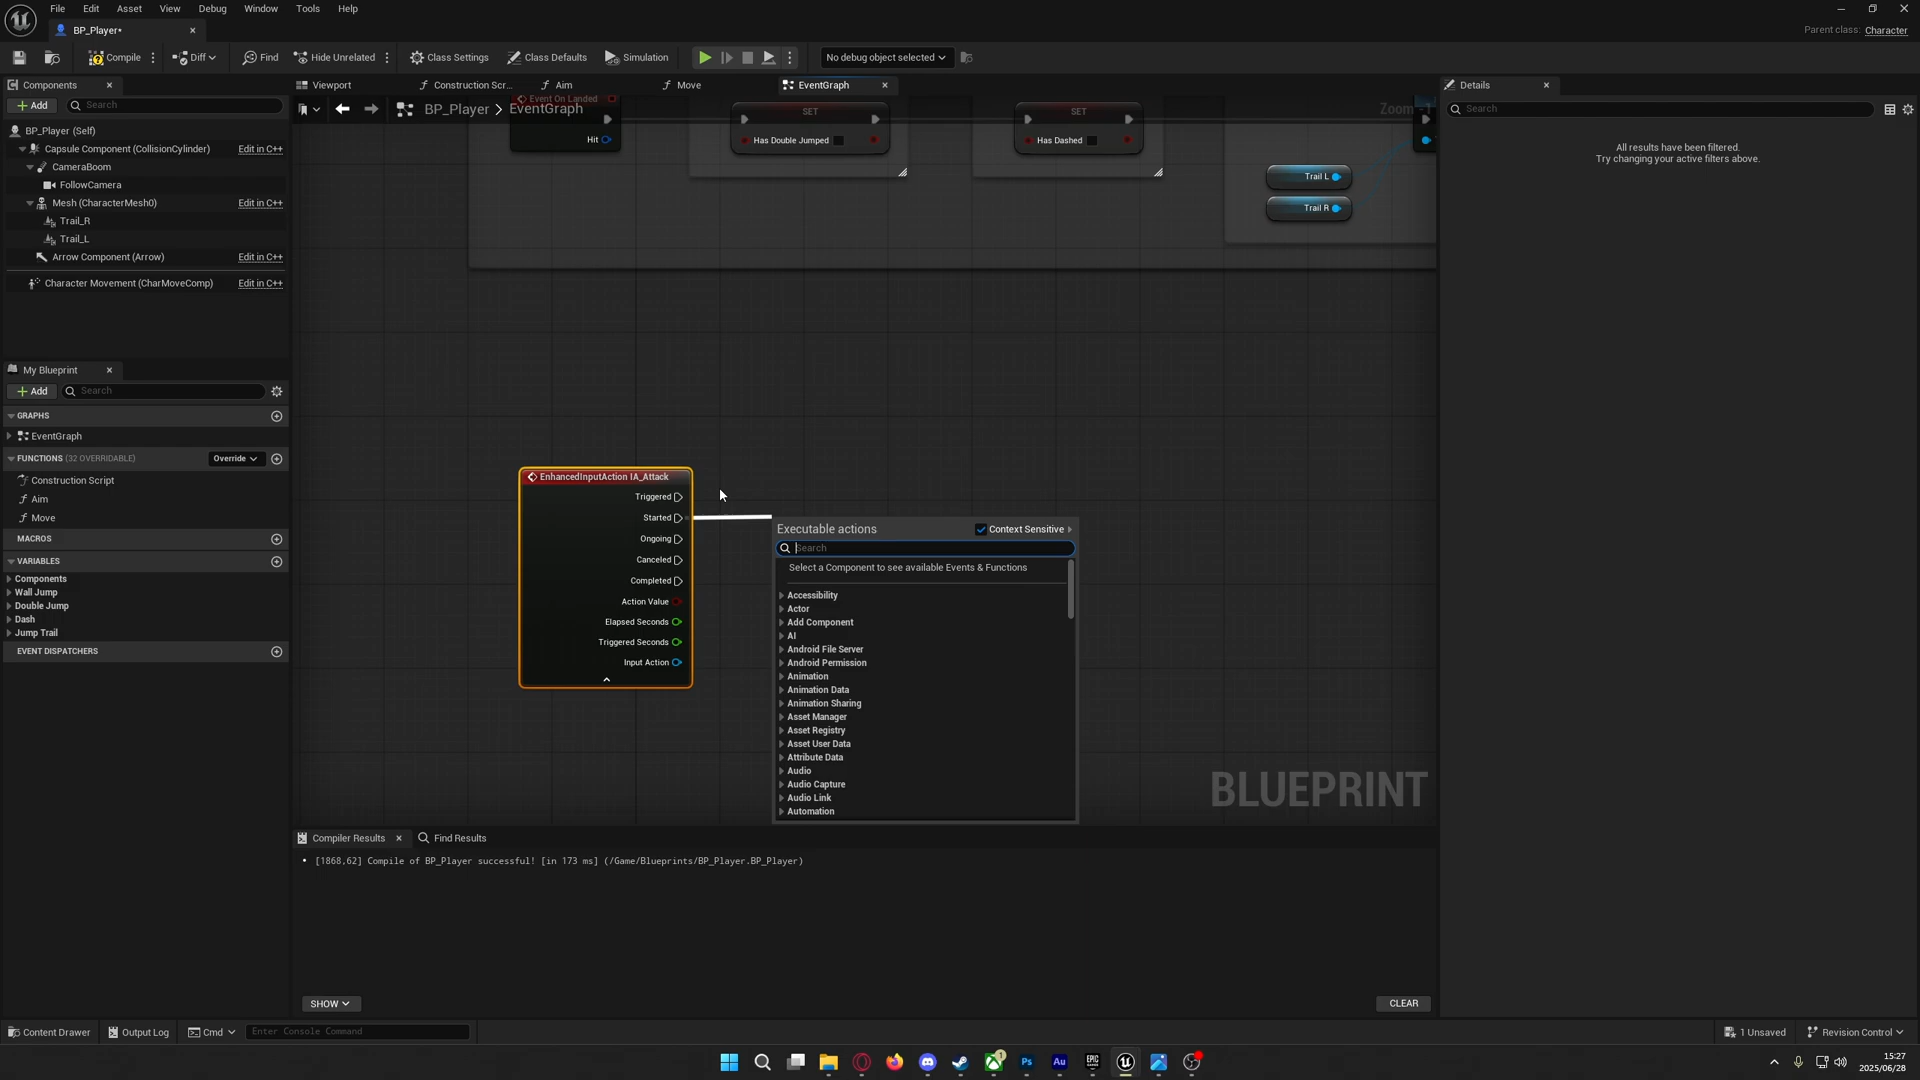 File Edit Asset View Debug Window Tools Help
BP_Player*
Parent class: Character
Compile Diff Find Hide Unrelated Class Settings Class Defaults Simulation No debug object selected
Components
Add Search
BP_Player (Self)
Capsule Component (CollisionCylinder) Edit in C++
CameraBoom
FollowCamera
Mesh (CharacterMesh0) Edit in C++
Trail_R
Trail_L
Arrow Component (Arrow) Edit in C++
Character Movement (CharMoveComp) Edit in C++
My Blueprint
Add Search
GRAPHS
EventGraph
FUNCTIONS (32 OVERRIDABLE) Override
Construction Script
Aim
Move
MACROS
VARIABLES
Components
Wall Jump
Double Jump
Dash
Jump Trail
EVENT DISPATCHERS
Viewport Construction Scr... Aim Move EventGraph
BP_Player > EventGraph Zoom -1
Event On Landed
Hit
SET
Has Double Jumped
SET
Has Dashed
Trail L
Trail R
EnhancedInputAction IA_Attack
Triggered
Started
Ongoing
Canceled
Completed
Action Value
Elapsed Seconds
Triggered Seconds
Input Action
Executable actions Context Sensitive
Search
Select a Component to see available Events & Functions
Accessibility
Actor
Add Component
AI
Android File Server
Android Permission
Animation
Animation Data
Animation Sharing
Asset Manager
Asset Registry
Asset User Data
Attribute Data
Audio
Audio Capture
Audio Link
Automation
BLUEPRINT
Details
Search
All results have been filtered.
Try changing your active filters above.
Compiler Results Find Results
[1868,62] Compile of BP_Player successful! [in 173 ms] (/Game/Blueprints/BP_Player.BP_Player)
SHOW CLEAR
Content Drawer Output Log Cmd Enter Console Command 1 Unsaved Revision Control
Ps Au EPIC GAMES 1
15:27
2025/06/28